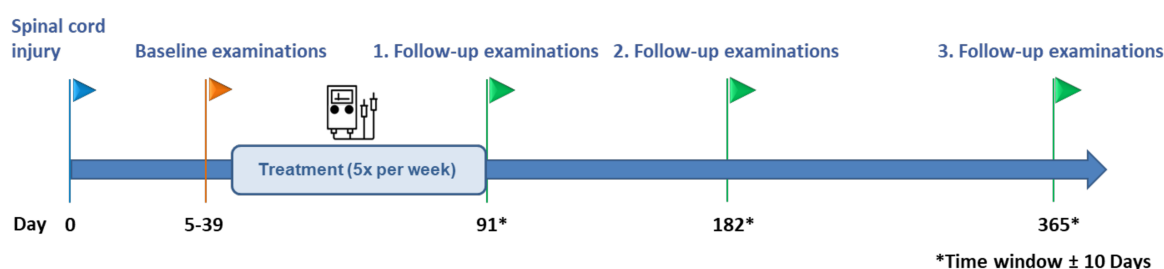 Spinal cord
injury
Baseline examinations
1. Follow-up examinations
2. Follow-up examinations
3. Follow-up examinations
Treatment (5x per week)
Day 0 5-39 91* 182* 365*
*Time window ± 10 Days